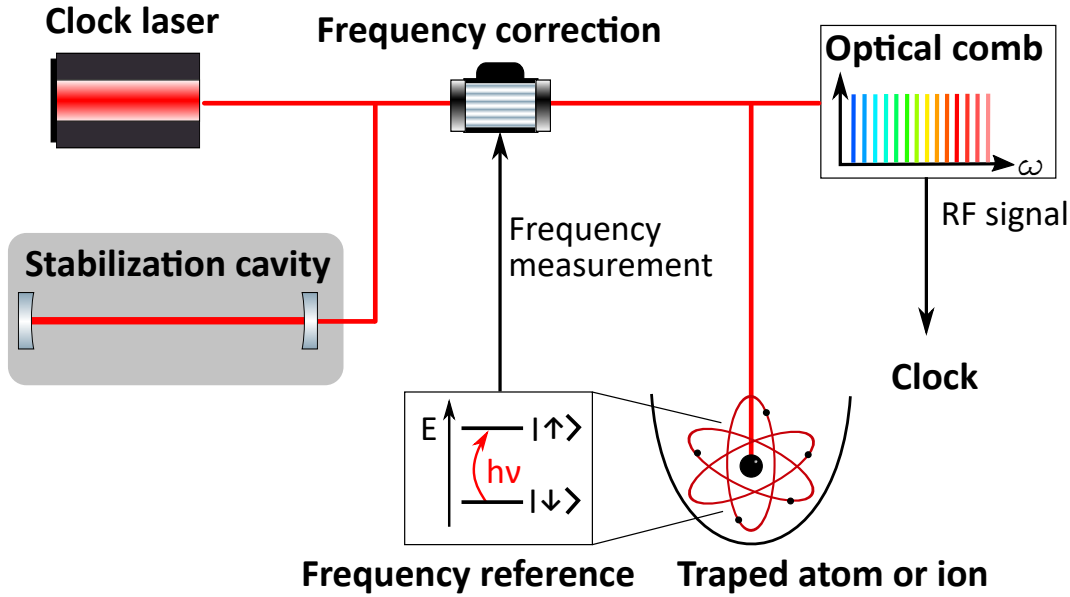 Clock laser
Frequency correction
Optical comb
ω
RF signal
Frequency
measurement
Stabilization cavity
Clock
E
|↑>
hν
|↓>
Frequency reference
Traped atom or ion